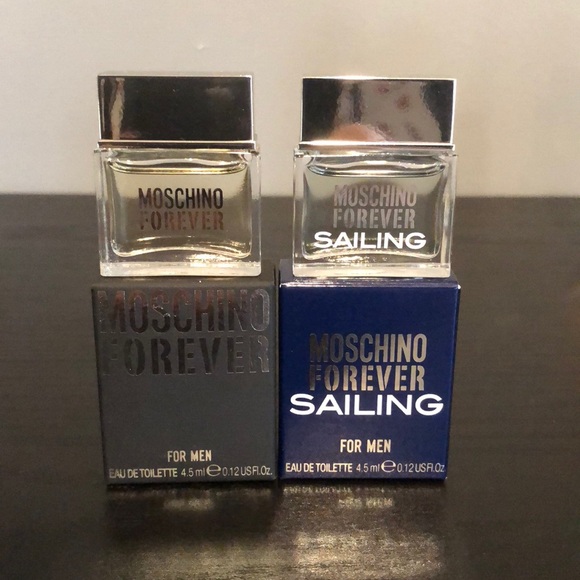 MOSCHINO
FOREVER
MOSCHINO
FOREVER
SAILING
MOSCHINO
FOREVER
FOR MEN
EAU DE TOILETTE 4.5 ml ℮ 0.12 US Fl.Oz.
MOSCHINO
FOREVER
SAILING
FOR MEN
EAU DE TOILETTE 4.5 ml ℮ 0.12 US Fl.Oz.